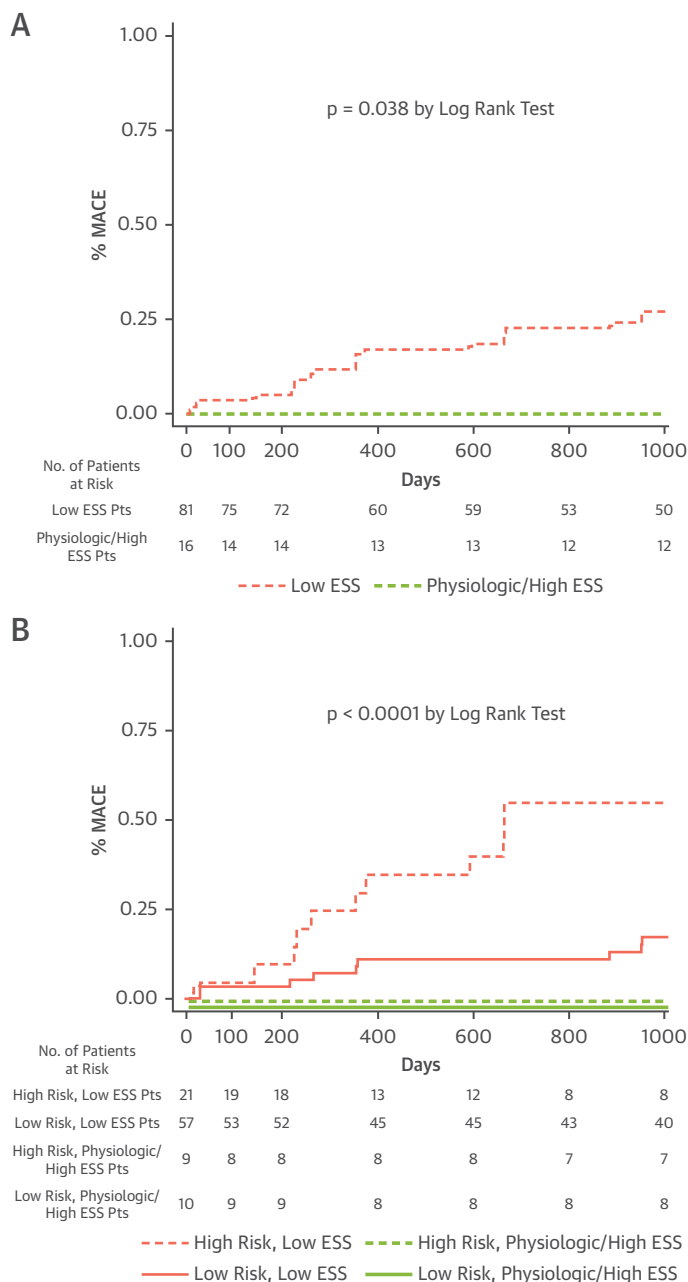 A
1.00
0.75
0.50
0.25
0.00
% MACE
p = 0.038 by Log Rank Test
0 100 200 400 600 800 1000
Days
No. of Patients
at Risk
Low ESS Pts 81 75 72 60 59 53 50
Physologic/High
ESS Pts 16 14 14 13 13 12 12
Low ESS Physiologic/High ESS
B
1.00
0.75
0.50
0.25
0.00
% MACE
p < 0.0001 by Log Rank Test
0 100 200 400 600 800 1000
Days
No. of Patients
at Risk
High Risk, Low ESS Pts 21 19 18 13 12 8 8
Low Risk, Low ESS Pts 57 53 52 45 45 43 40
High Risk, Physiologic/
High ESS Pts 9 8 8 8 8 7 7
Low Risk, Physiologic/
High ESS Pts 10 9 9 8 8 8 8
High Risk, Low ESS High Risk, Physiologic/High ESS
Low Risk, Low ESS Low Risk, Physiologic/High ESS